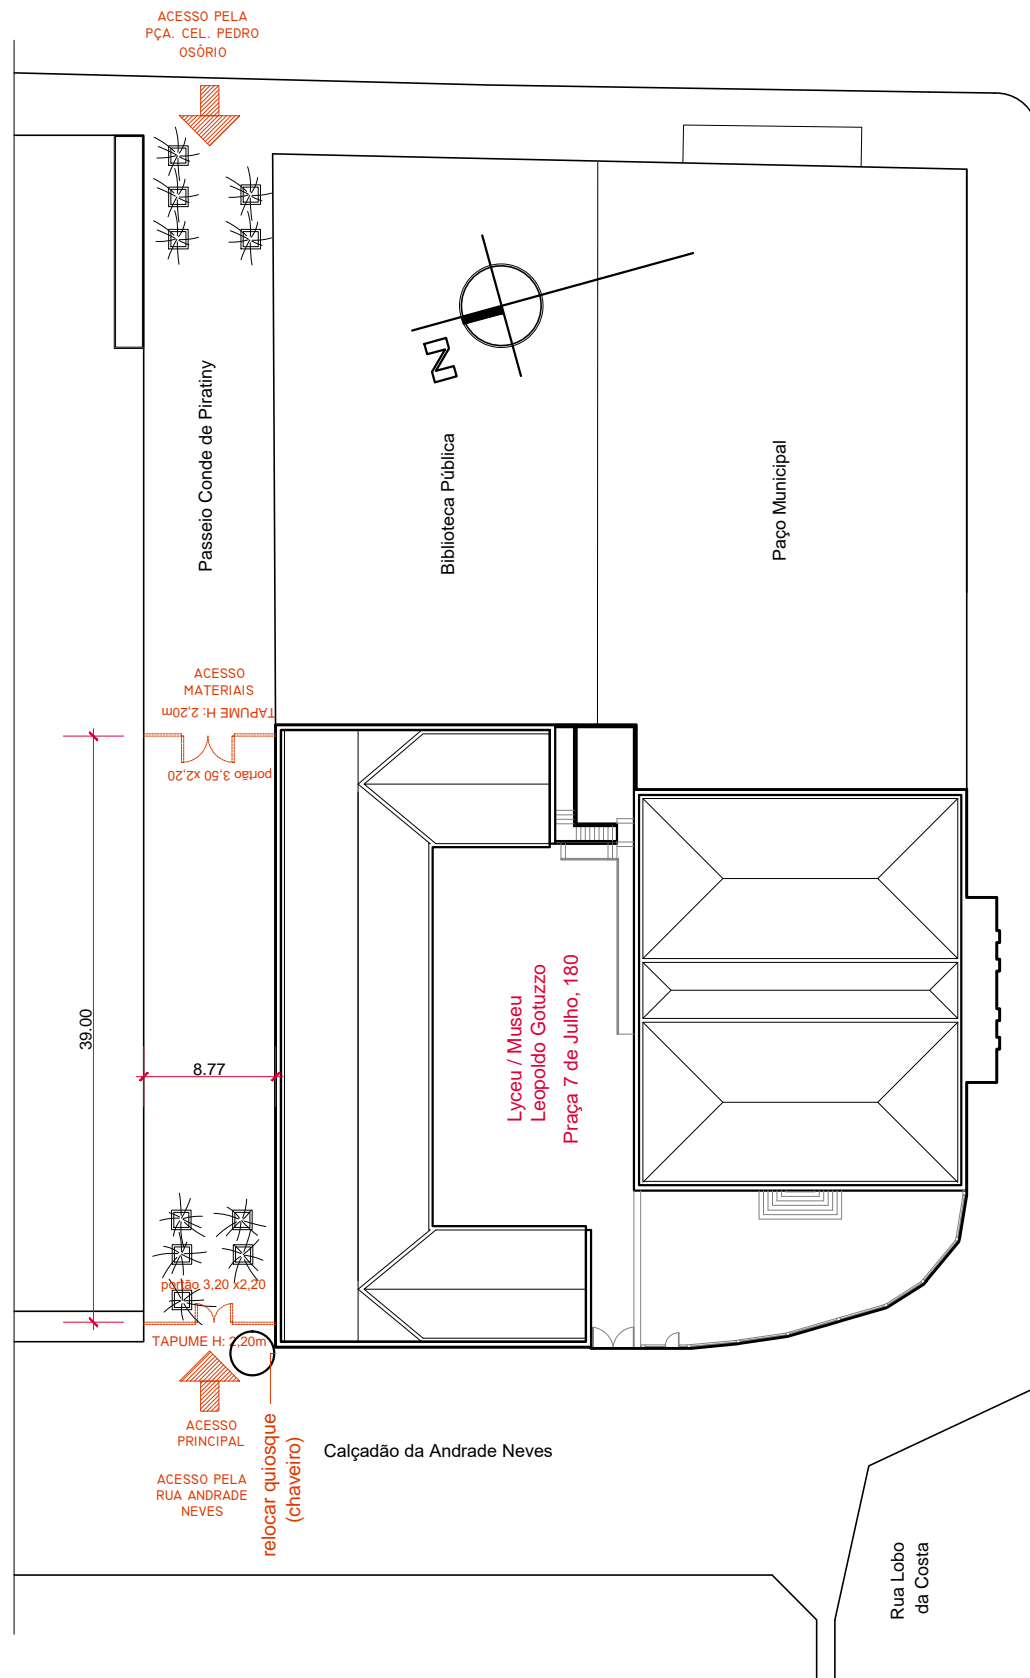 ACESSO PELA
PÇA. CEL. PEDRO
OSÓRIO
N
Passeio Conde de Piratiny
Biblioteca Pública
Paço Municipal
ACESSO
MATERIAIS
TAPUME H: 2,20m
portão 3,50 x2,20
39.00
8.77
Lyceu / Museu
Leopoldo Gotuzzo
Praça 7 de Julho, 180
portão 3,20 x2,20
TAPUME H: 2,20m
ACESSO
PRINCIPAL
ACESSO PELA
RUA ANDRADE
NEVES
relocar quiosque
(chaveiro)
Calçadão da Andrade Neves
Rua Lobo
da Costa